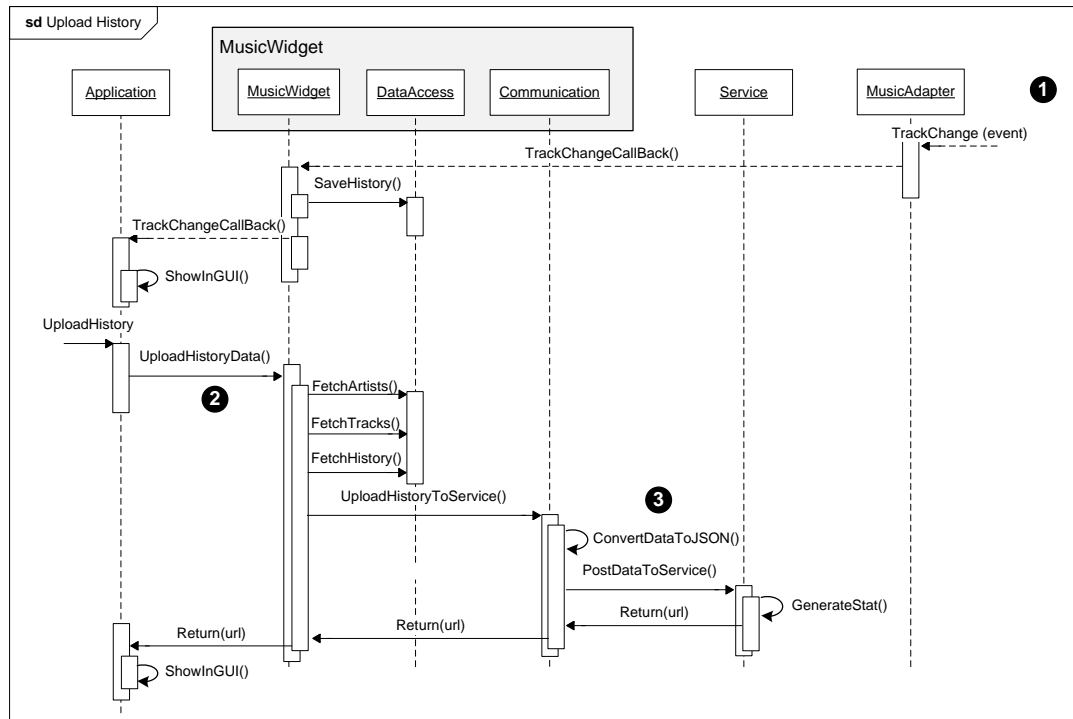 sd Upload History
MusicWidget
Application
MusicWidget
DataAccess
Communication
Service
MusicAdapter
1
TrackChange (event)
TrackChangeCallBack()
SaveHistory()
TrackChangeCallBack()
ShowInGUI()
UploadHistory
UploadHistoryData()
2
FetchArtists()
FetchTracks()
FetchHistory()
UploadHistoryToService()
3
ConvertDataToJSON()
PostDataToService()
GenerateStat()
Return(url)
Return(url)
Return(url)
ShowInGUI()